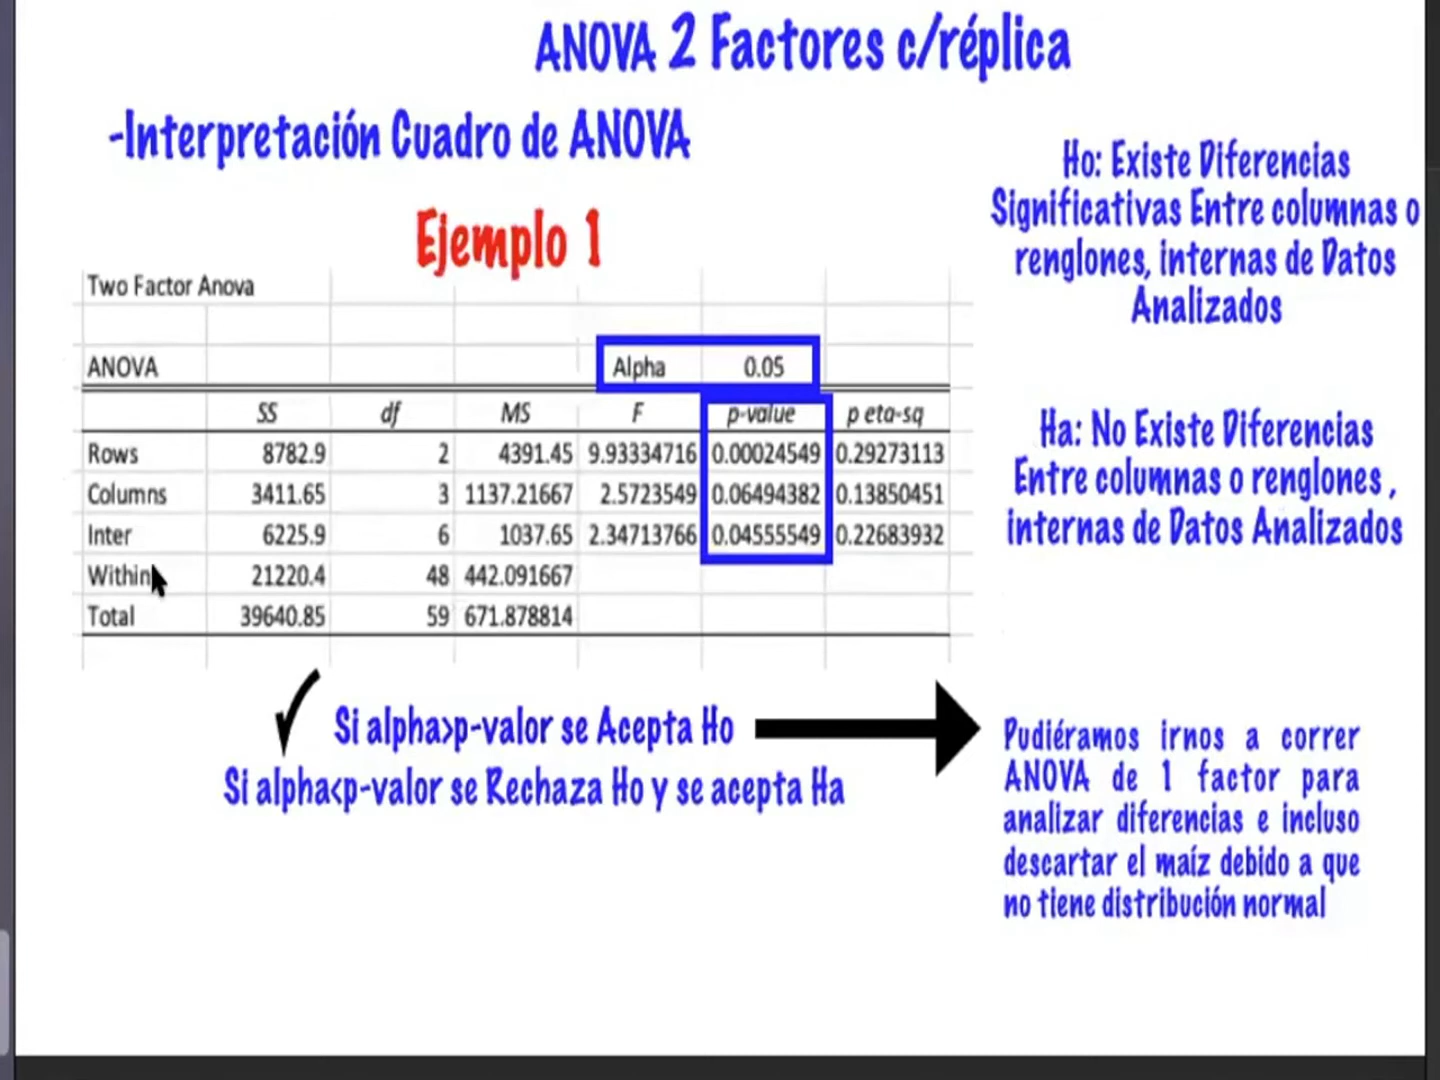 ANOVA 2 Factores c/réplica
-Interpretación Cuadro de ANOVA
Ejemplo 1
Two Factor Anova
ANOVA Alpha 0.05
SS df MS F p-value p eta-sq
Rows 8782.9 2 4391.45 9.93334716 0.00024549 0.29273113
Columns 3411.65 3 1137.21667 2.5723549 0.06494382 0.13850451
Inter 6225.9 6 1037.65 2.34713766 0.04555549 0.22683932
Within 21220.4 48 442.091667
Total 39640.85 59 671.878814
Ho: Existe Diferencias
Significativas Entre columnas o
renglones, internas de Datos
Analizados
Ha: No Existe Diferencias
Entre columnas o renglones ,
internas de Datos Analizados
Si alpha>p-valor se Acepta Ho
Si alpha<p-valor se Rechaza Ho y se acepta Ha
Pudiéramos irnos a correr
ANOVA de 1 factor para
analizar diferencias e incluso
descartar el maíz debido a que
no tiene distribución normal